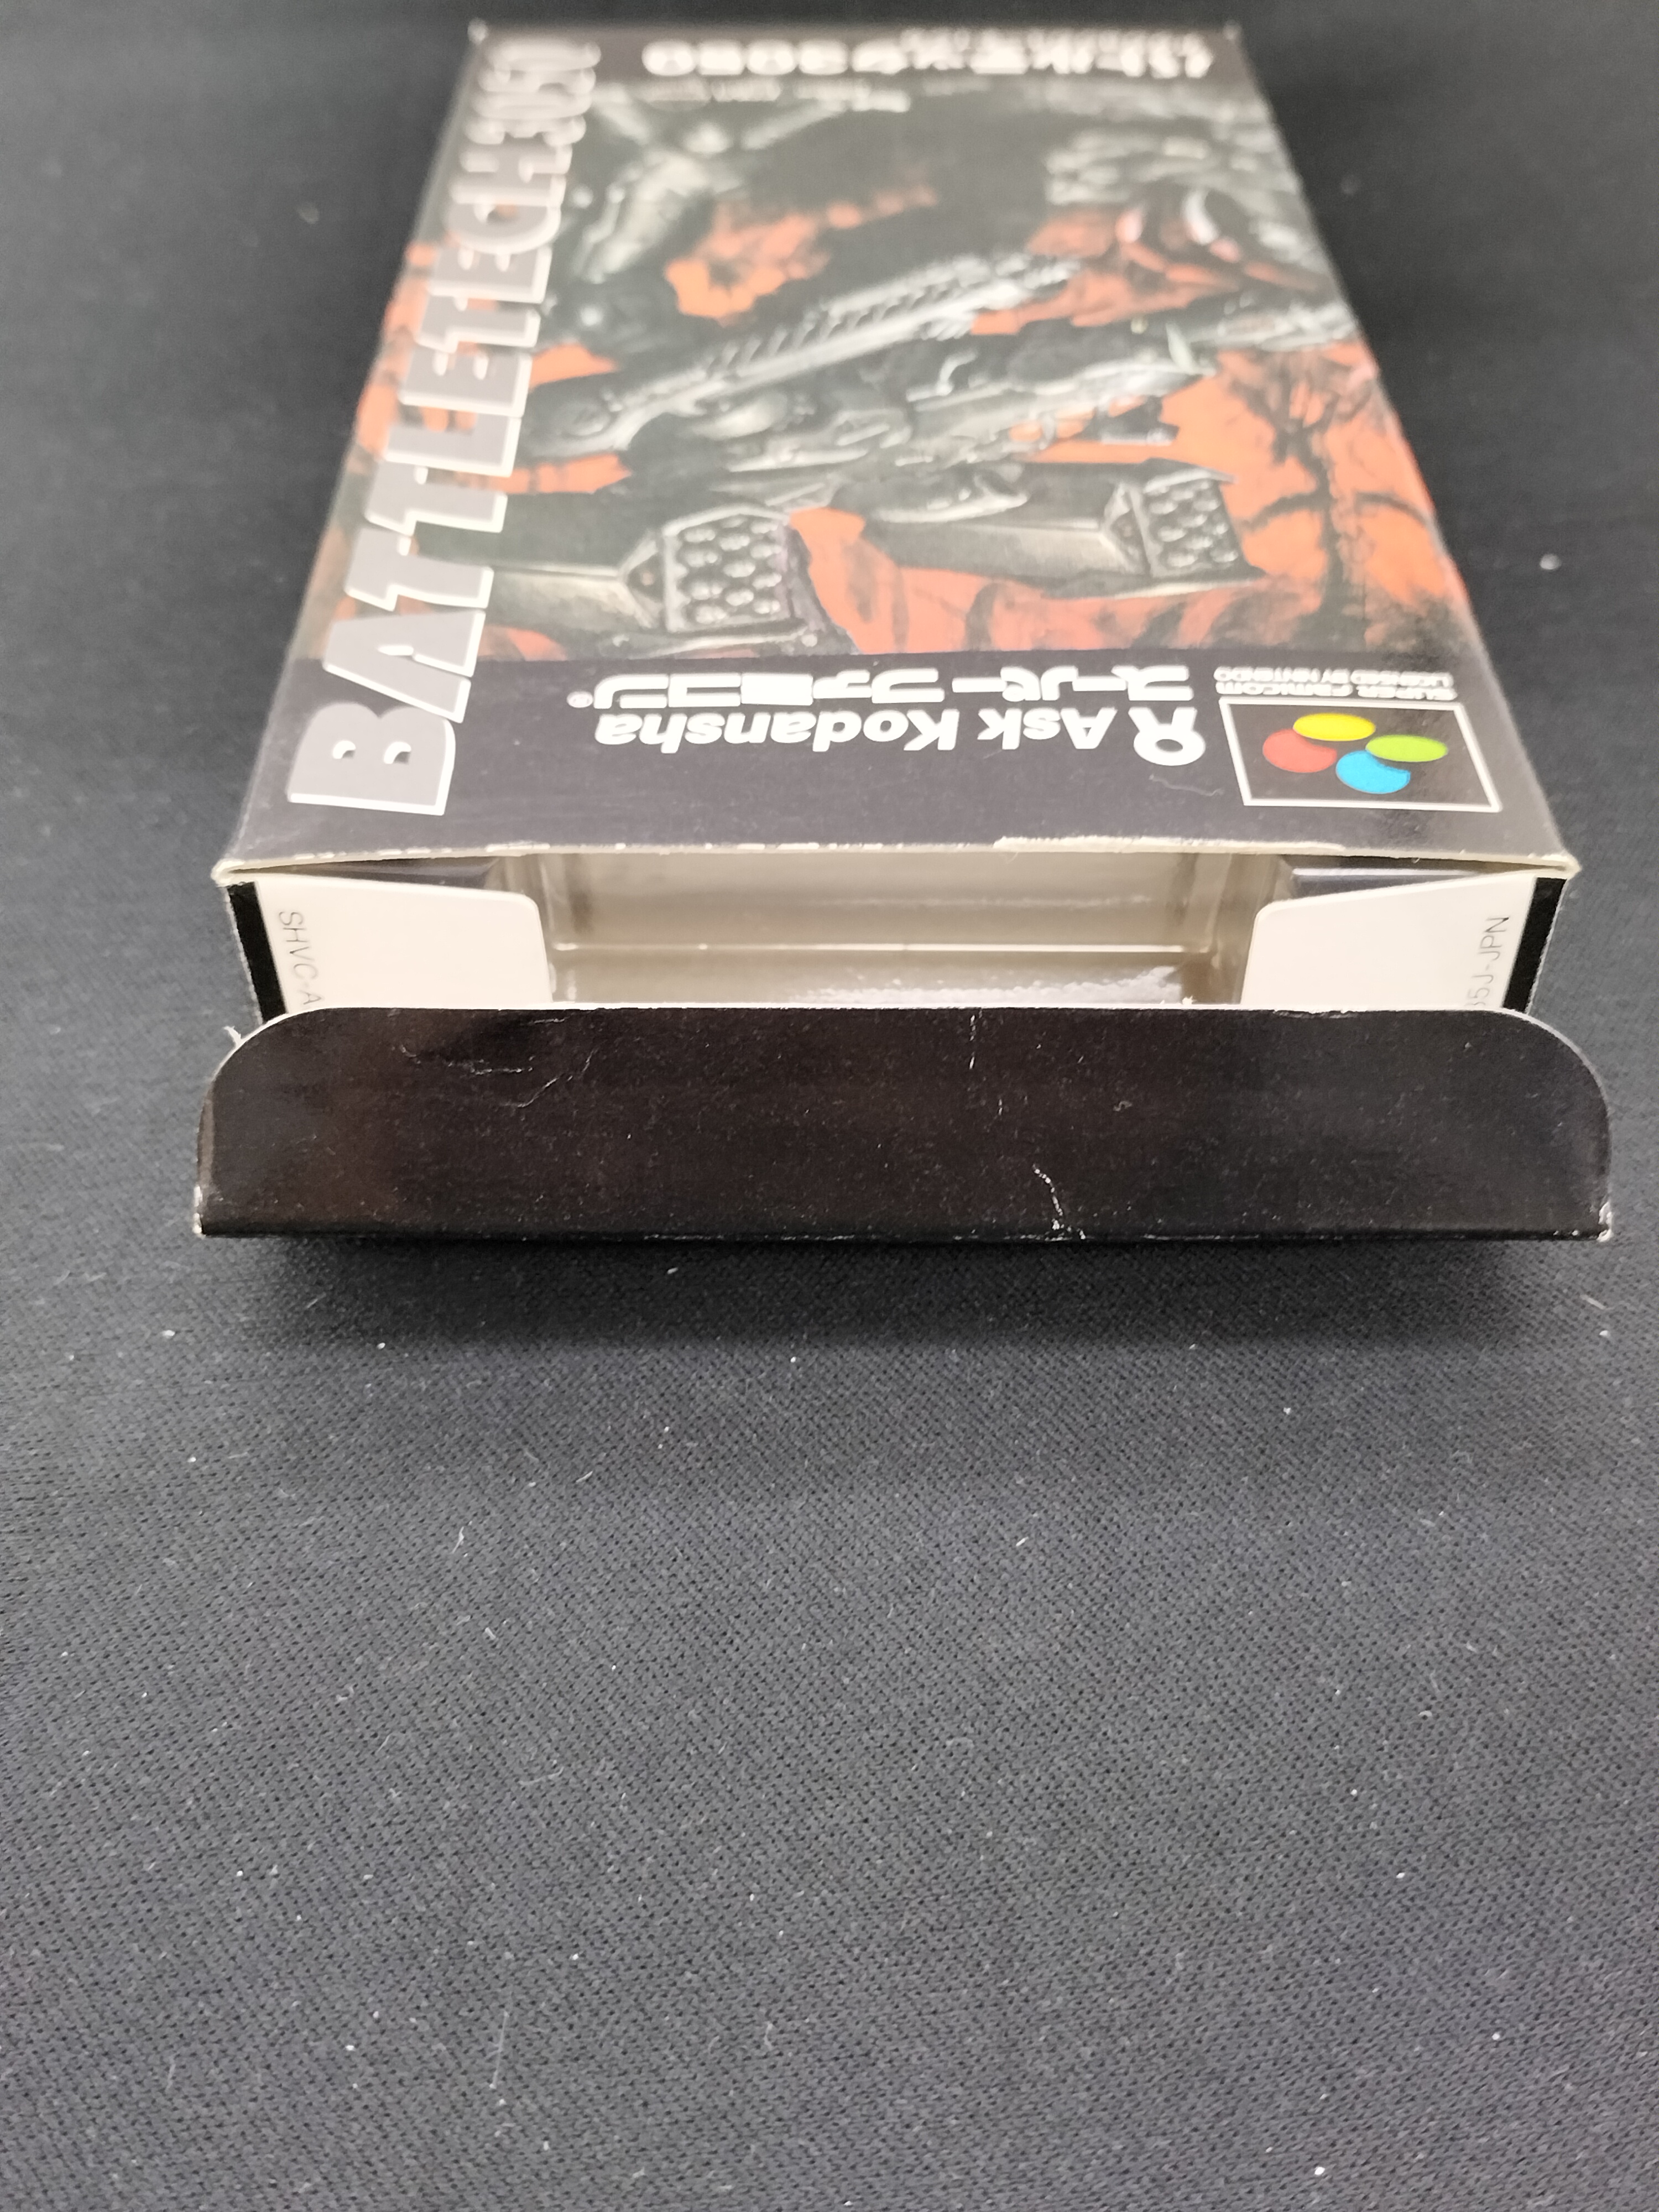 BATTLETECH 3050
バトルテック3050
スーパーファミコン®
Ask Kodansha
SUPER FAMICOM
LICENSED BY NINTENDO
SHVC-A
35J-JPN